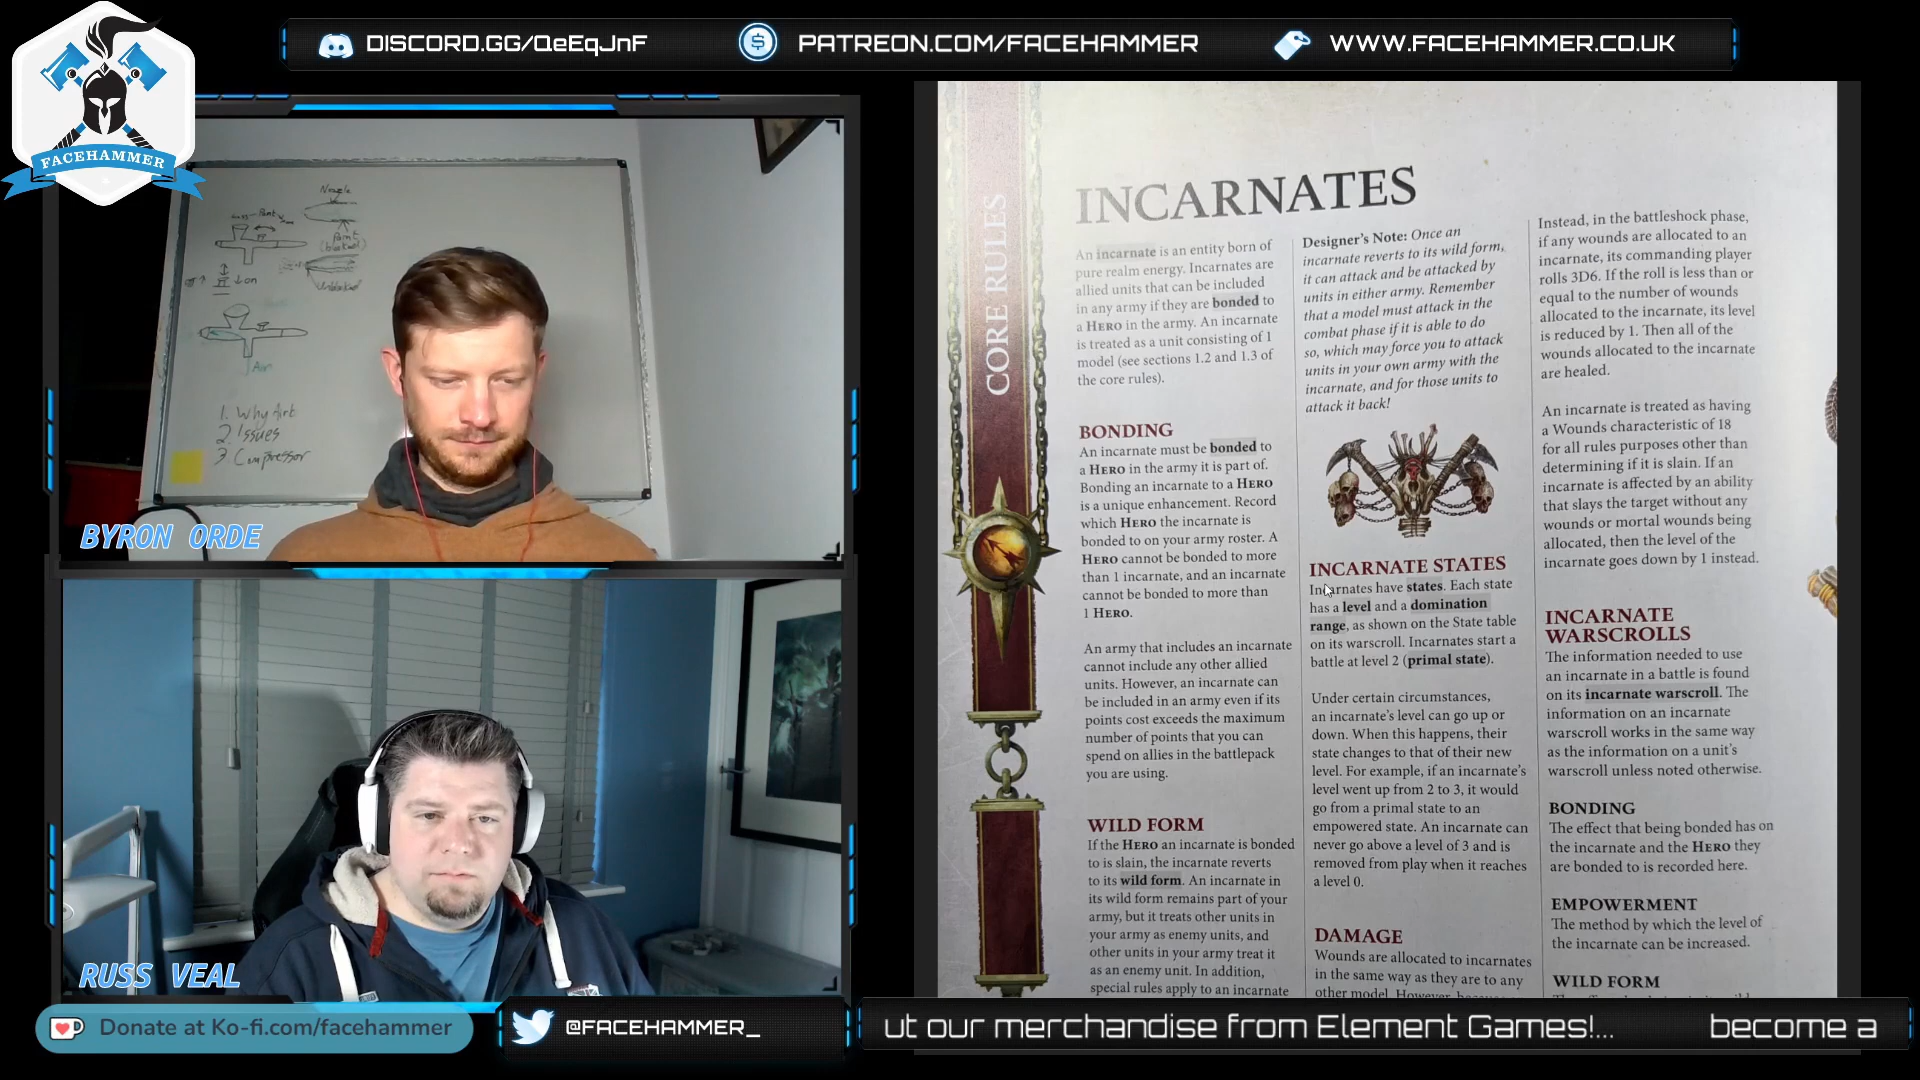 DISCORD.GG/QeEqJnF
PATREON.COM/FACEHAMMER
WWW.FACEHAMMER.CO.UK
FACEHAMMER
Nozzle
Paint
Paint
(blocked)
Unblocked
on
Air
1. Why Airb
2. Issues
3. Compressor
BYRON ORDE
RUSS VEAL
CORE RULES
INCARNATES
An incarnate is an entity born of
pure realm energy. Incarnates are
allied units that can be included
in any army if they are bonded to
a HERO in the army. An incarnate
is treated as a unit consisting of 1
model (see sections 1.2 and 1.3 of
the core rules).
BONDING
An incarnate must be bonded to
a HERO in the army it is part of.
Bonding an incarnate to a HERO
is a unique enhancement. Record
which HERO the incarnate is
bonded to on your army roster. A
HERO cannot be bonded to more
than 1 incarnate, and an incarnate
cannot be bonded to more than
1 HERO.
An army that includes an incarnate
cannot include any other allied
units. However, an incarnate can
be included in an army even if its
points cost exceeds the maximum
number of points that you can
spend on allies in the battlepack
you are using.
WILD FORM
If the HERO an incarnate is bonded
to is slain, the incarnate reverts
to its wild form. An incarnate in
its wild form remains part of your
army, but it treats other units in
your army as enemy units, and
other units in your army treat it
as an enemy unit. In addition,
special rules apply to an incarnate
Designer's Note: Once an
incarnate reverts to its wild form,
it can attack and be attacked by
units in either army. Remember
that a model must attack in the
combat phase if it is able to do
so, which may force you to attack
units in your own army with the
incarnate, and for those units to
attack it back!
INCARNATE STATES
Incarnates have states. Each state
has a level and a domination
range, as shown on the State table
on its warscroll. Incarnates start a
battle at level 2 (primal state).
Under certain circumstances,
an incarnate's level can go up or
down. When this happens, their
state changes to that of their new
level. For example, if an incarnate's
level went up from 2 to 3, it would
go from a primal state to an
empowered state. An incarnate can
never go above a level of 3 and is
removed from play when it reaches
a level 0.
DAMAGE
Wounds are allocated to incarnates
in the same way as they are to any
other model. However, because
Instead, in the battleshock phase,
if any wounds are allocated to an
incarnate, its commanding player
rolls 3D6. If the roll is less than or
equal to the number of wounds
allocated to the incarnate, its level
is reduced by 1. Then all of the
wounds allocated to the incarnate
are healed.
An incarnate is treated as having
a Wounds characteristic of 18
for all rules purposes other than
determining if it is slain. If an
incarnate is affected by an ability
that slays the target without any
wounds or mortal wounds being
allocated, then the level of the
incarnate goes down by 1 instead.
INCARNATE
WARSCROLLS
The information needed to use
an incarnate in a battle is found
on its incarnate warscroll. The
information on an incarnate
warscroll works in the same way
as the information on a unit's
warscroll unless noted otherwise.
BONDING
The effect that being bonded has on
the incarnate and the HERO they
are bonded to is recorded here.
EMPOWERMENT
The method by which the level of
the incarnate can be increased.
WILD FORM
Donate at Ko-fi.com/facehammer
@FACEHAMMER_
ut our merchandise from Element Games!... become a